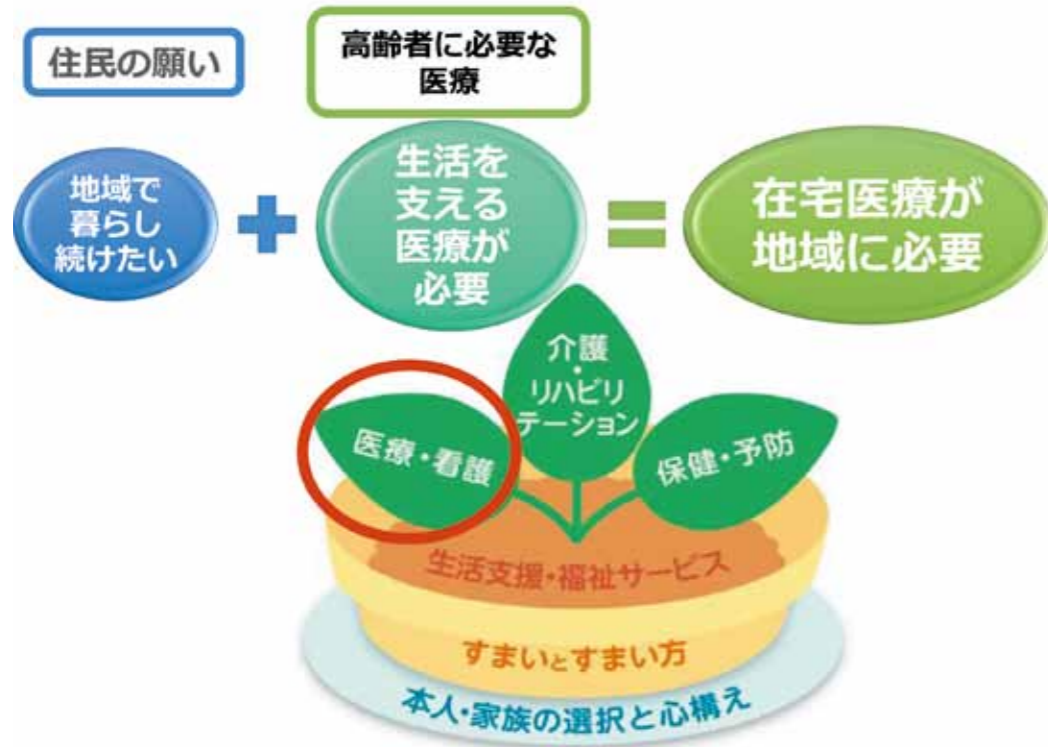 住民の願い
高齢者に必要な
医療
地域で
暮らし
続けたい
+
生活を
支える
医療が
必要
=
在宅医療が
地域に必要
介護
・
リハビリ
テーション
医療・看護
保健・予防
生活支援・福祉サービス
すまいとすまい方
本人・家族の選択と心構え